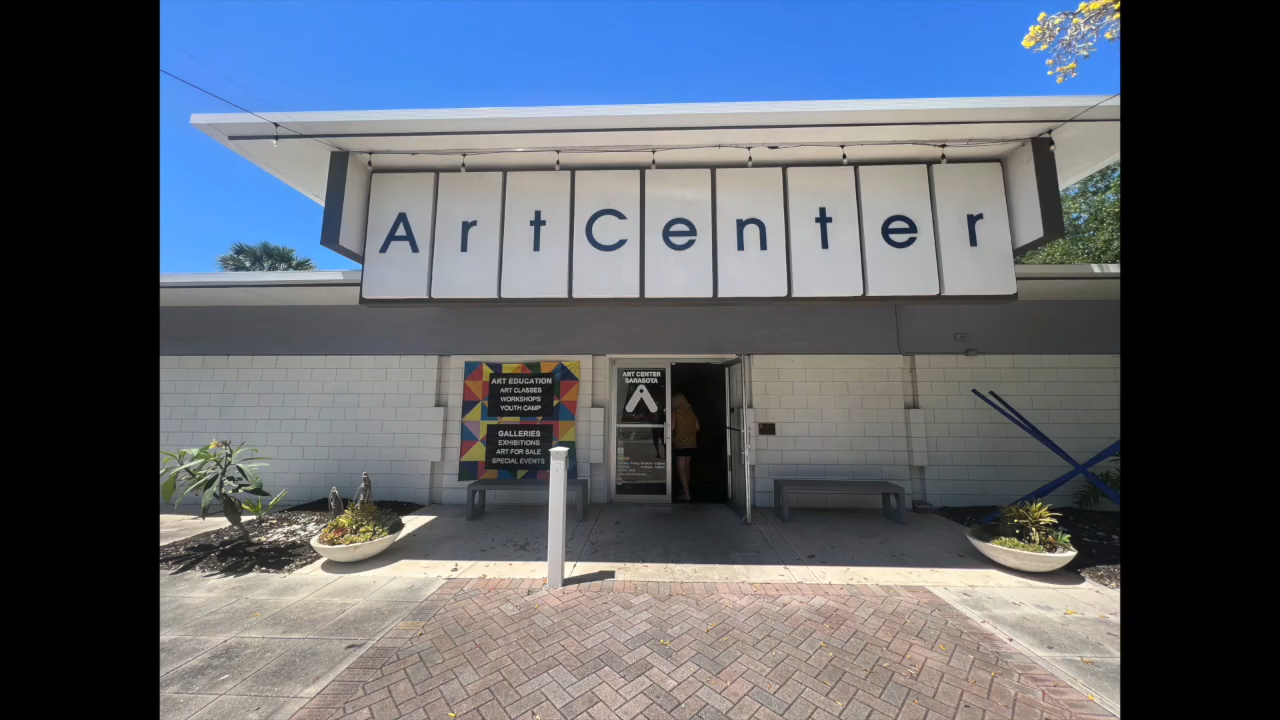 ArtCenter
ART EDUCATION
ART CLASSES
WORKSHOPS
YOUTH CAMP
GALLERIES
EXHIBITIONS
ART FOR SALE
SPECIAL EVENTS
ART CENTER
SARASOTA